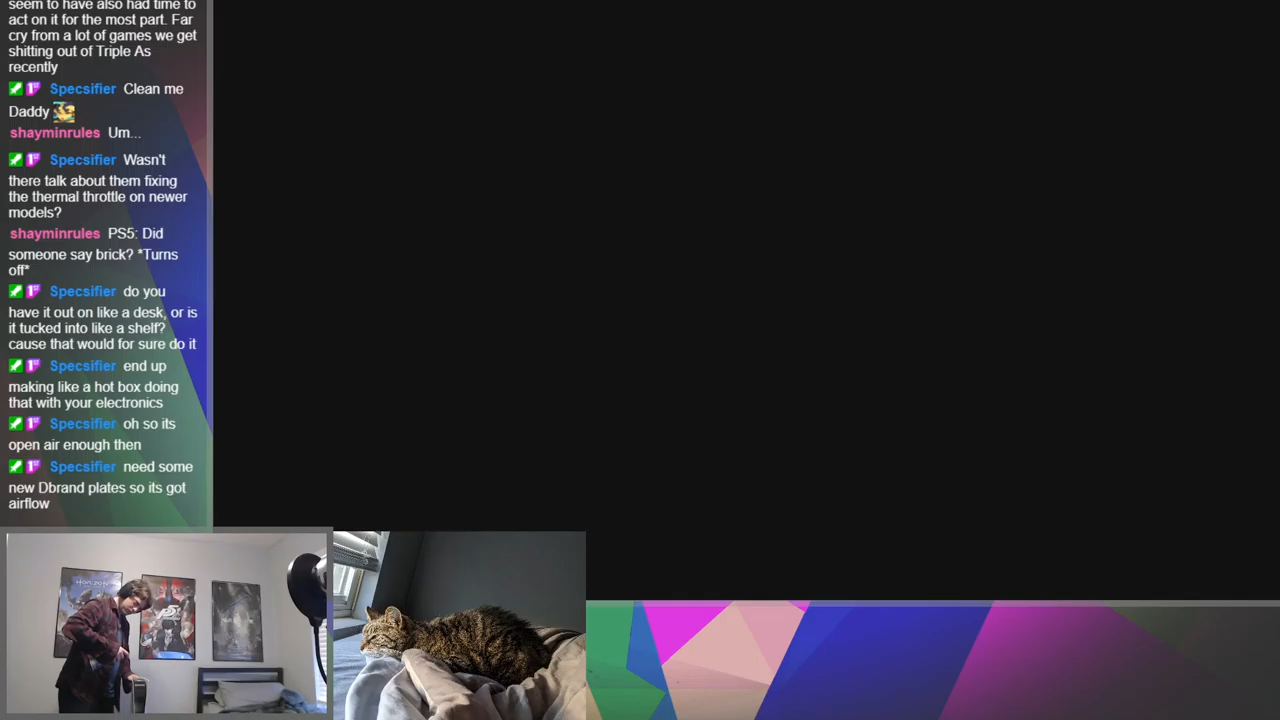 seem to have also had time to
act on it for the most part. Far
cry from a lot of games we get
shitting out of Triple As
recently
Specsifier Clean me
Daddy
shayminrules Um...
Specsifier Wasn't
there talk about them fixing
the thermal throttle on newer
models?
shayminrules PS5: Did
someone say brick? *Turns
off*
Specsifier do you
have it out on like a desk, or is
it tucked into like a shelf?
cause that would for sure do it
Specsifier end up
making like a hot box doing
that with your electronics
Specsifier oh so its
open air enough then
Specsifier need some
new Dbrand plates so its got
airflow
HORIZON